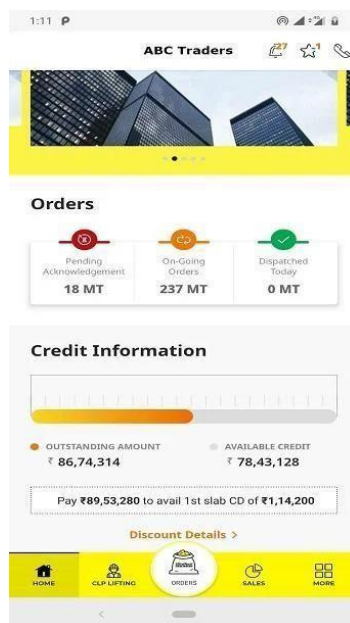 1:11 P
ABC Traders 27 1
Orders
Pending Acknowledgement
18 MT
On-Going Orders
237 MT
Dispatched Today
0 MT
Credit Information
OUTSTANDING AMOUNT
₹ 86,74,314
AVAILABLE CREDIT
₹ 78,43,128
Pay ₹89,53,280 to avail 1st slab CD of ₹1,14,200
Discount Details >
HOME
CLP LIFTING
ORDERS
SALES
MORE